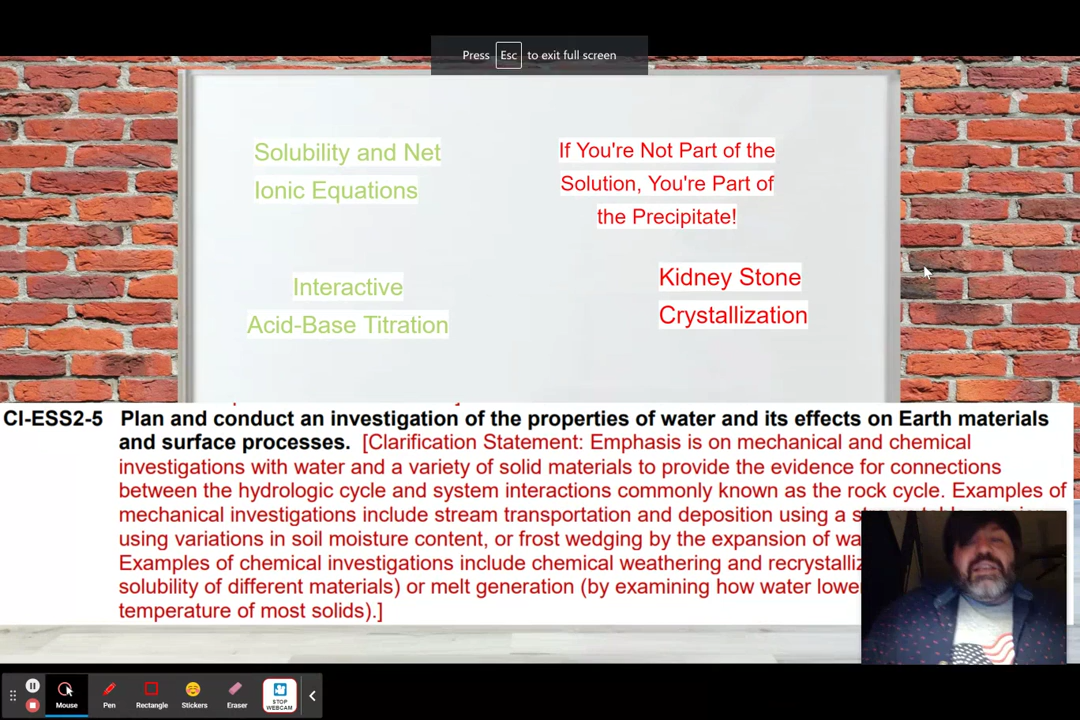 Press Esc to exit full screen
Solubility and Net
Ionic Equations
If You're Not Part of the
Solution, You're Part of
the Precipitate!
Interactive
Acid-Base Titration
Kidney Stone
Crystallization
CI-ESS2-5 Plan and conduct an investigation of the properties of water and its effects on Earth materials
and surface processes. [Clarification Statement: Emphasis is on mechanical and chemical
investigations with water and a variety of solid materials to provide the evidence for connections
between the hydrologic cycle and system interactions commonly known as the rock cycle. Examples of
mechanical investigations include stream transportation and deposition using a
using variations in soil moisture content, or frost wedging by the expansion of
Examples of chemical investigations include chemical weathering and
solubility of different materials) or melt generation (by examining how water
temperature of most solids).]
Mouse
Pen
Rectangle
Stickers
Eraser
STOP
WEBCAM